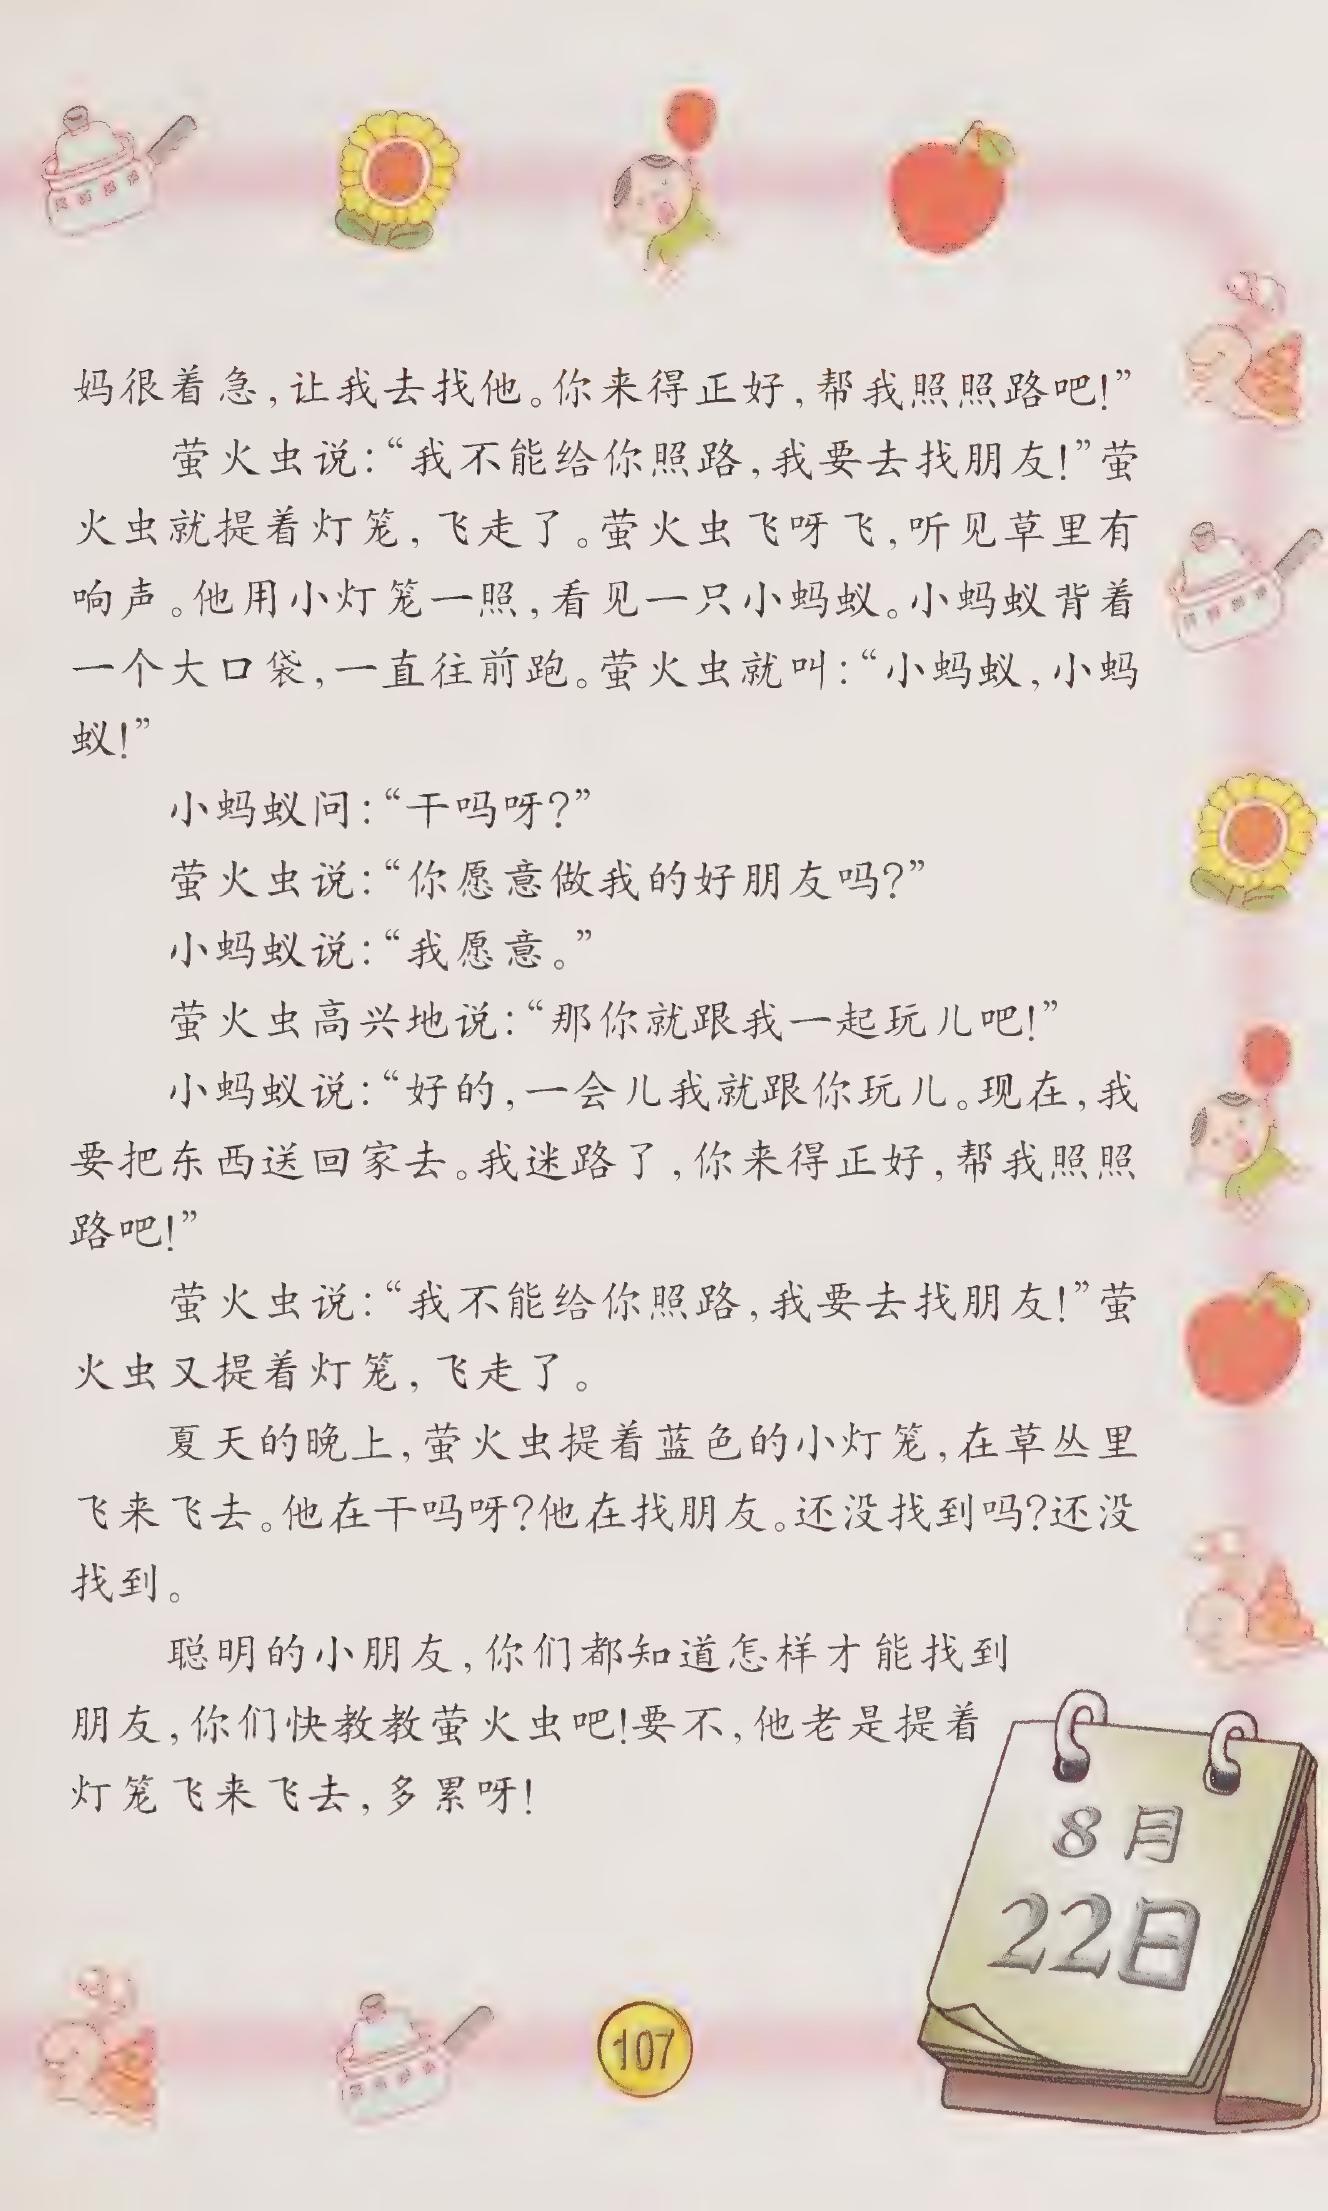 妈很着急,让我去找他。你来得正好,帮我照照路吧!”
萤火虫说:“我不能给你照路,我要去找朋友!”萤
火虫就提着灯笼,飞走了。萤火虫飞呀飞,听见草里有
响声。他用小灯笼一照,看见一只小蚂蚁。小蚂蚁背着
一个大口袋,一直往前跑。萤火虫就叫:“小蚂蚁,小蚂
蚁!”
小蚂蚁问:“干吗呀?”
萤火虫说:“你愿意做我的好朋友吗?”
小蚂蚁说:“我愿意。”
萤火虫高兴地说:“那你就跟我一起玩儿吧!”
小蚂蚁说:“好的,一会儿我就跟你玩儿。现在,我
要把东西送回家去。我迷路了,你来得正好,帮我照照
路吧!”
萤火虫说:“我不能给你照路,我要去找朋友!”萤
火虫又提着灯笼,飞走了。
夏天的晚上,萤火虫提着蓝色的小灯笼,在草丛里
飞来飞去。他在干吗呀?他在找朋友。还没找到吗?还没
找到。
聪明的小朋友,你们都知道怎样才能找到
朋友,你们快教教萤火虫吧!要不,他老是提着
灯笼飞来飞去,多累呀!
8月
22日
107